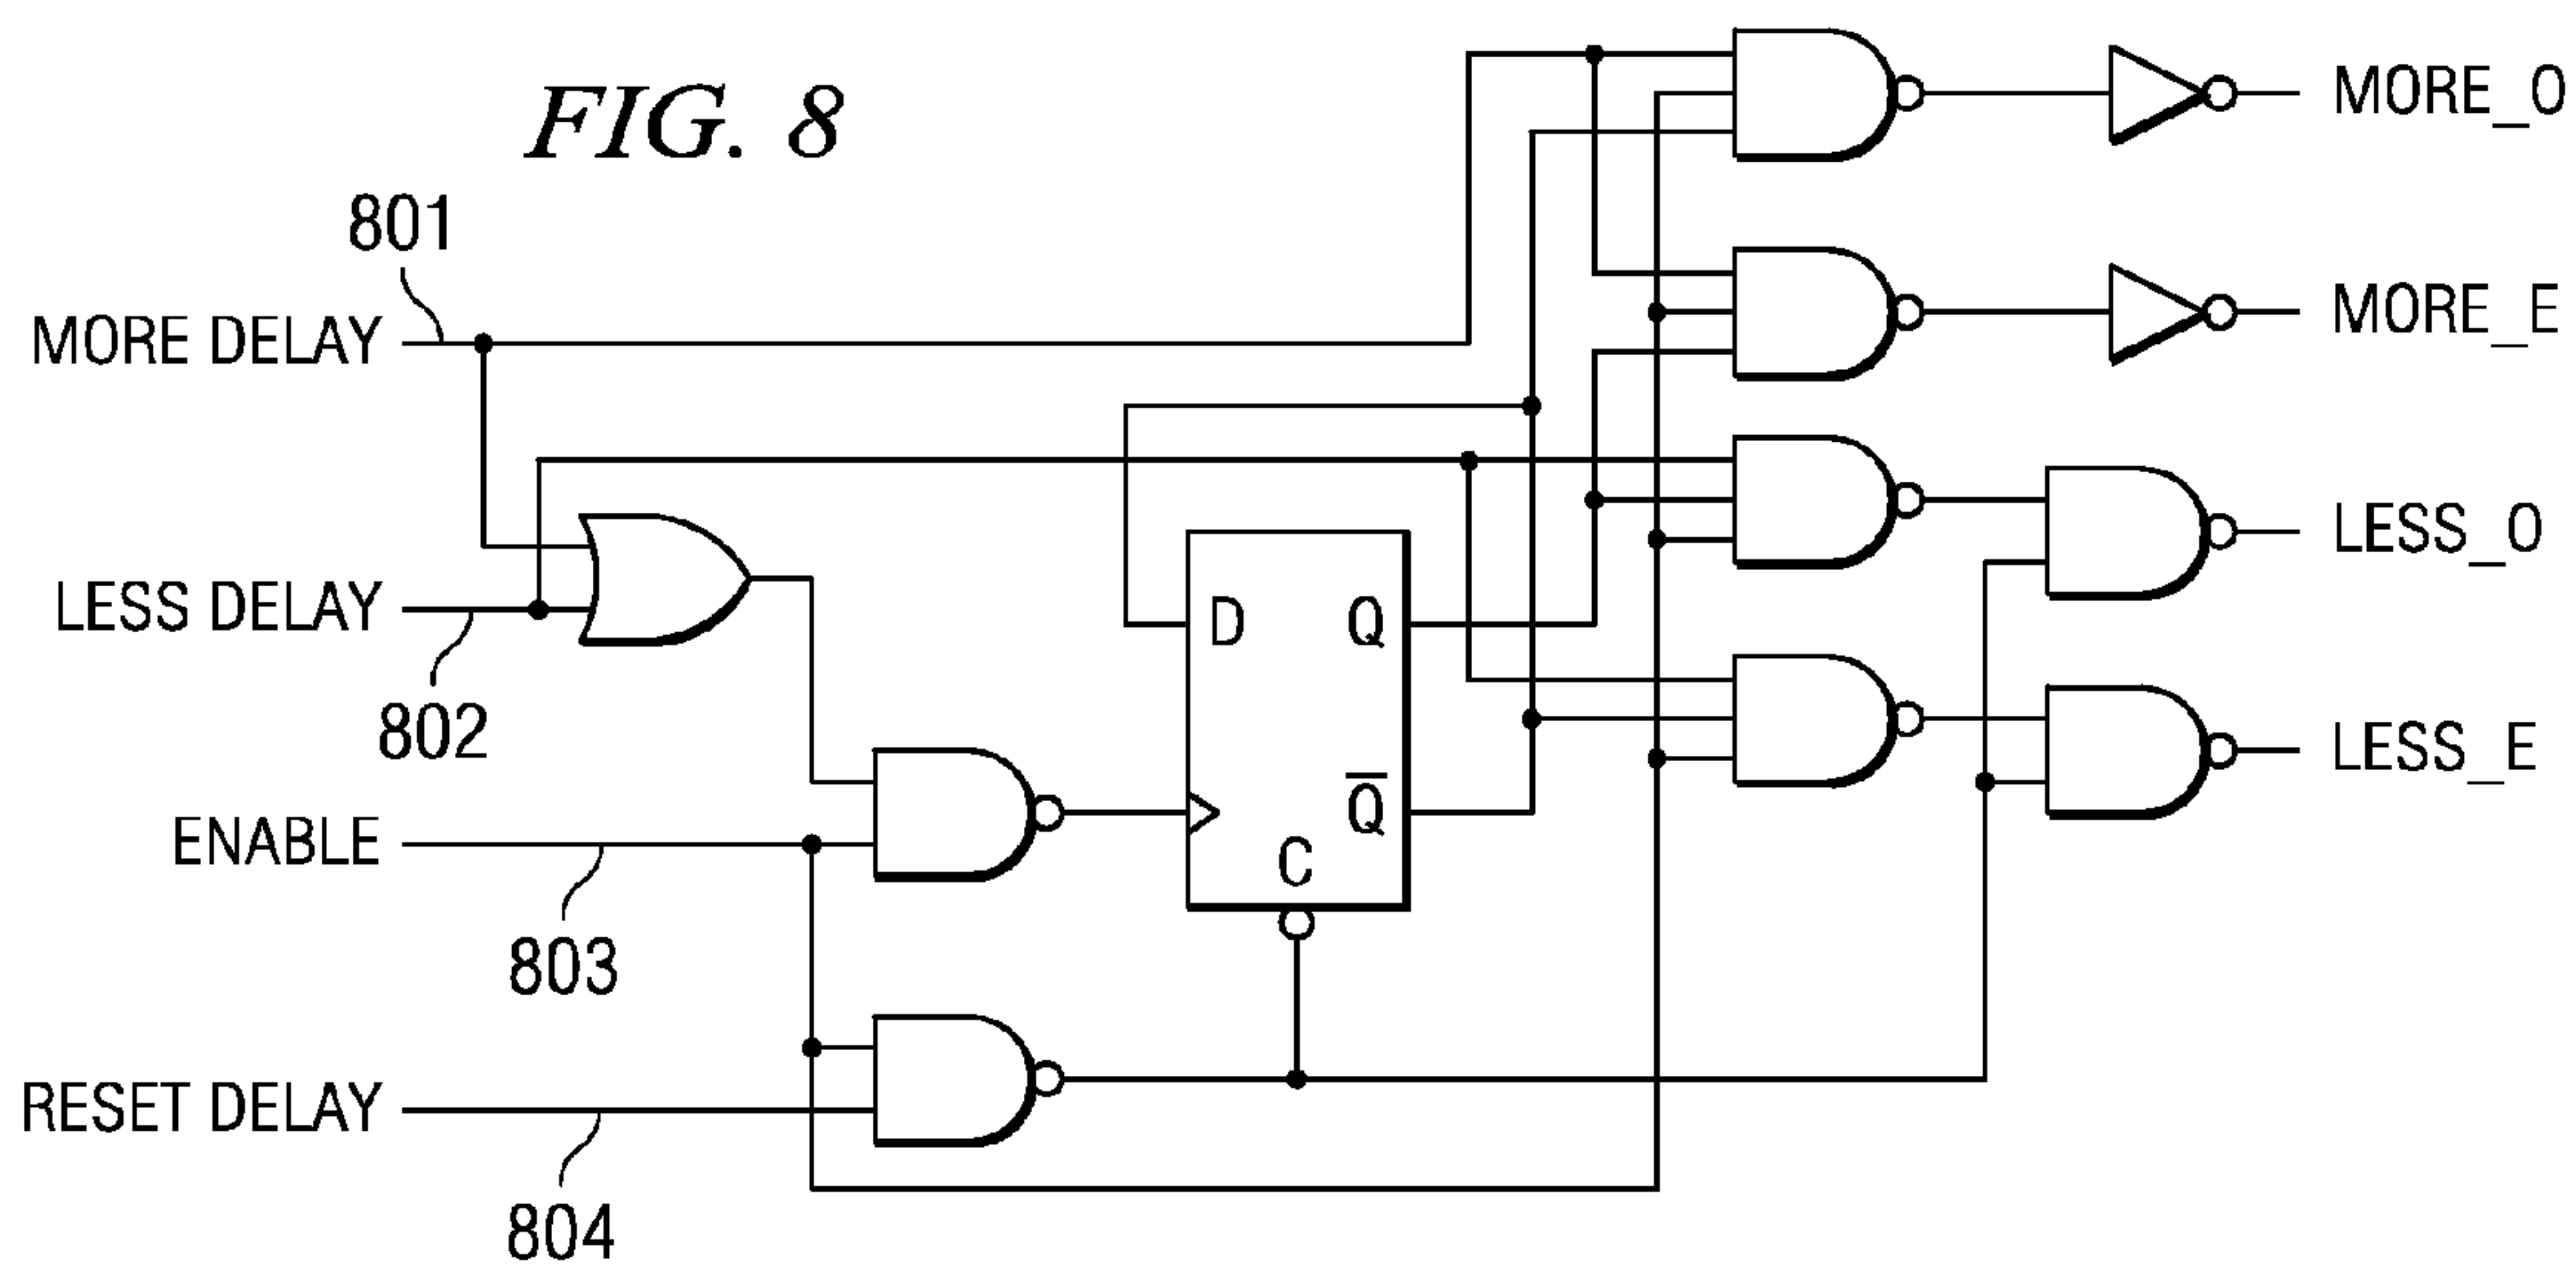 FIG. 8
801
MORE DELAY
LESS DELAY
802
ENABLE
803
RESET DELAY
804
D
Q
Q̅
C
MORE_O
MORE_E
LESS_O
LESS_E